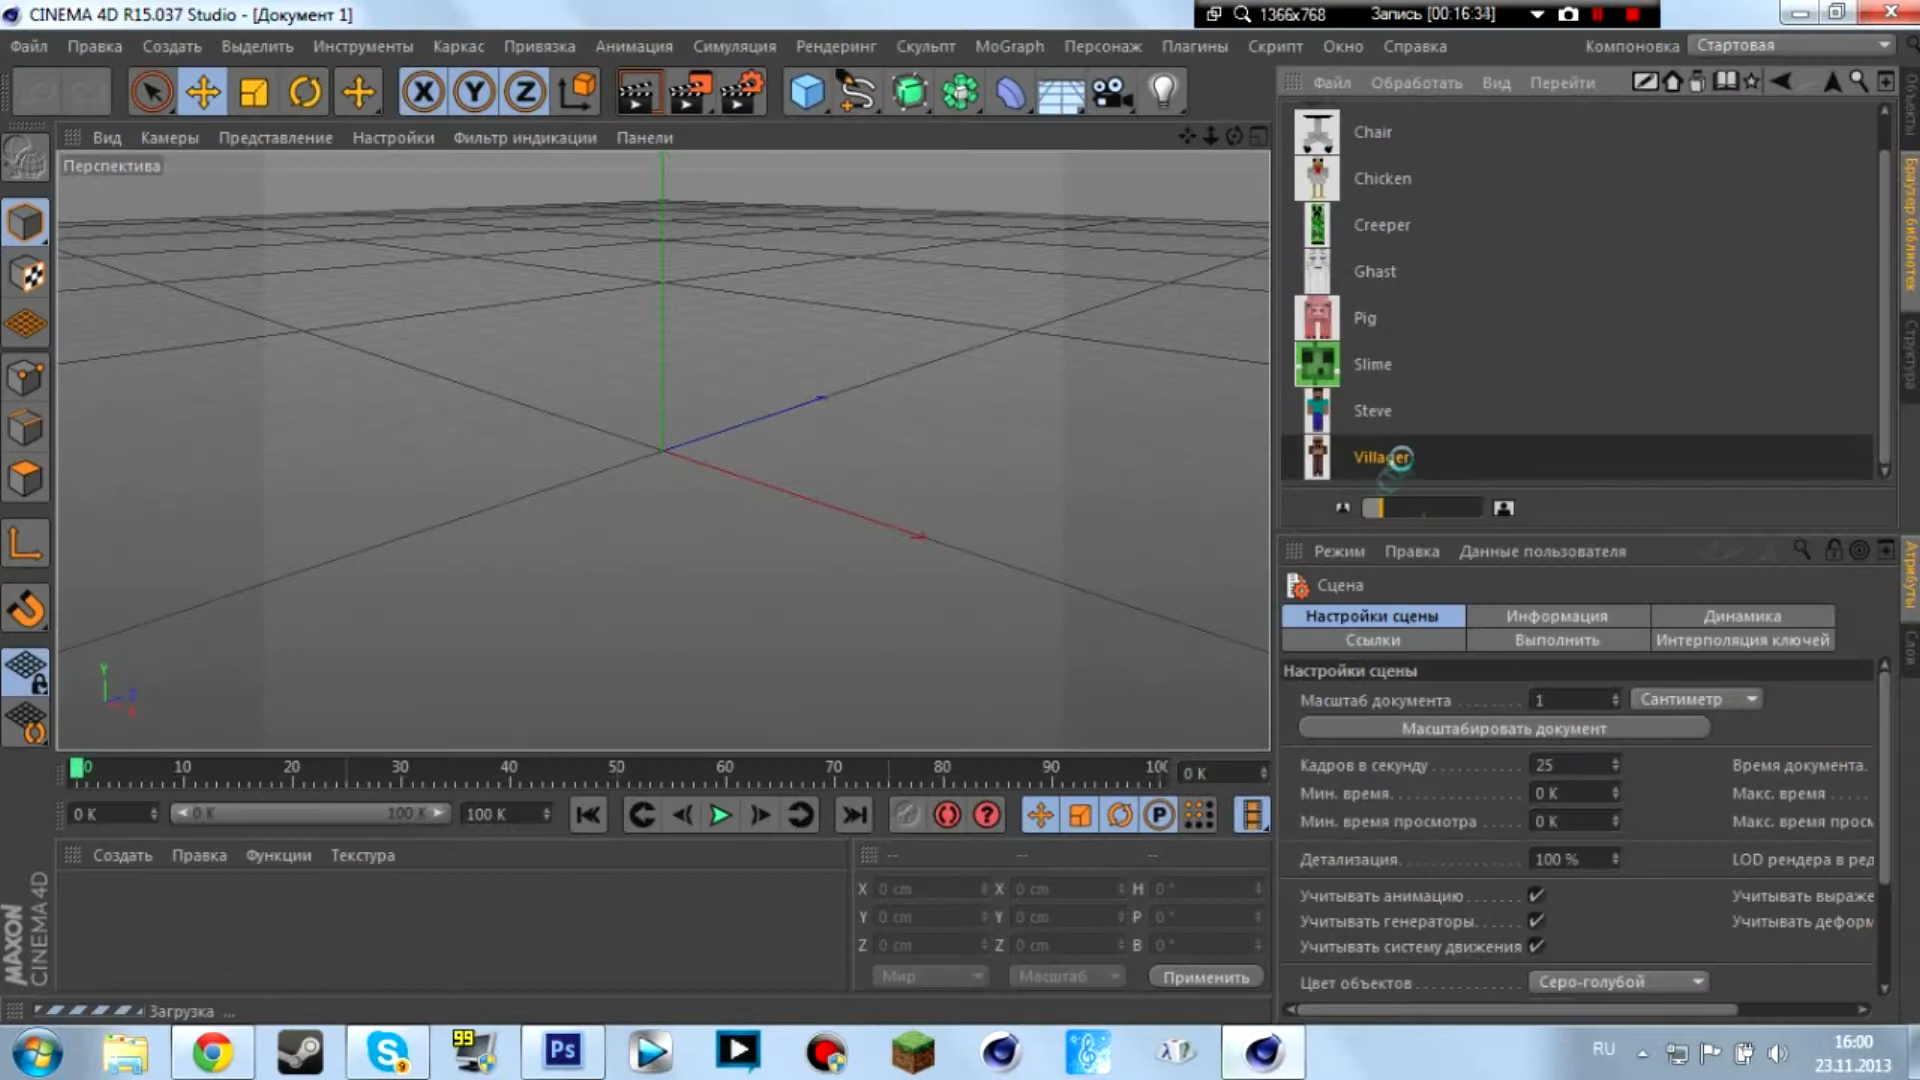 CINEMA 4D R15.037 Studio - [Документ 1]
1366x768
Запись [00:16:34]
Файл Правка Создать Выделить Инструменты Каркас Привязка Анимация Симуляция Рендеринг Скульпт MoGraph Персонаж Плагины Скрипт Окно Справка
Компоновка Стартовая
Файл Обработать Вид Перейти
Вид Камеры Представление Настройки Фильтр индикации Панели
Перспектива
Chair
Chicken
Creeper
Ghast
Pig
Slime
Steve
Villager
Объекты
Браузер библиотек
Структура
Режим Правка Данные пользователя
Сцена
Настройки сцены Информация Динамика
Ссылки Выполнить Интерполяция ключей
Настройки сцены
Масштаб документа 1 Сантиметр
Масштабировать документ
Кадров в секунду 25 Время документа.
Мин. время 0 K Макс. время
Мин. время просмотра 0 K Макс. время просм
Детализация 100 % LOD рендера в ред
Учитывать анимацию Учитывать выраже
Учитывать генераторы Учитывать деформ
Учитывать систему движения
Цвет объектов Серо-голубой
Атрибуты
Слои
Y
0 10 20 30 40 50 60 70 80 90 100 0 K
0 K 0 K 100 K 100 K
Создать Правка Функции Текстура
-- -- --
X 0 cm X 0 cm H 0 °
Y 0 cm Y 0 cm P 0 °
Z 0 cm Z 0 cm B 0 °
Мир Масштаб Применить
MAXON
CINEMA 4D
Загрузка ...
99
Ps
RU
16:00
23.11.2013